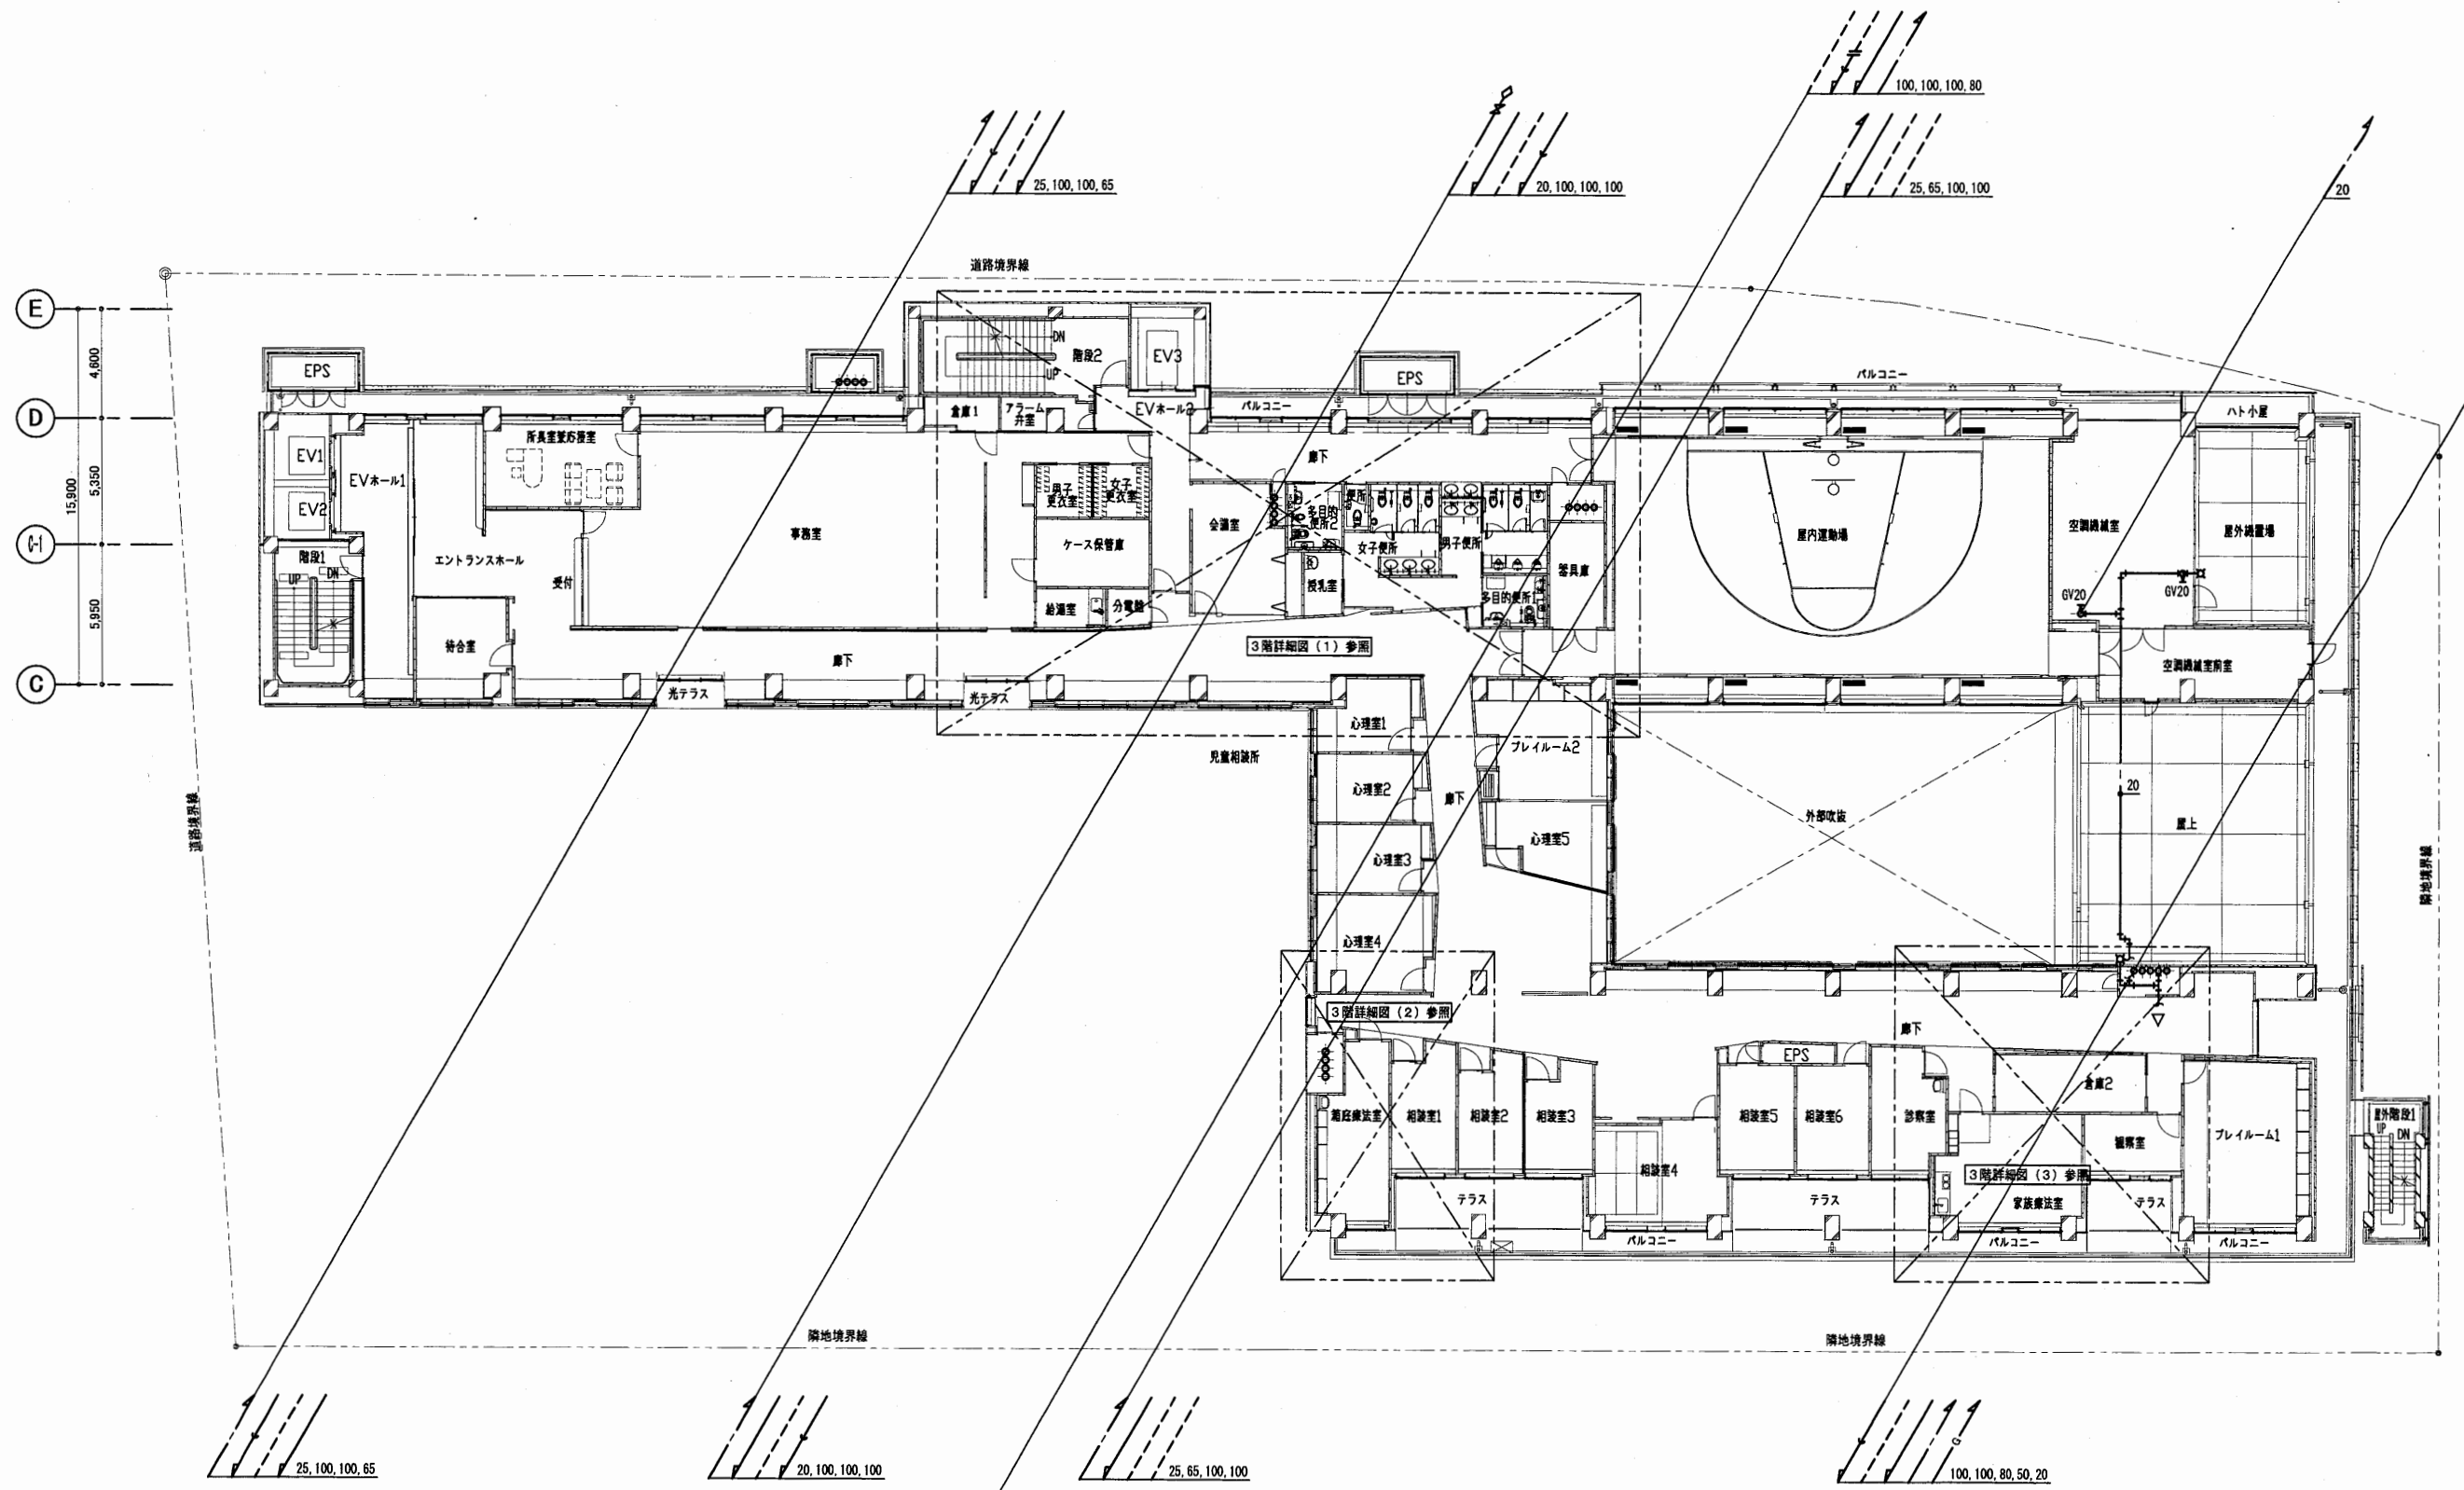 100,100,100,80
25,100,100,65
20,100,100,100
25,65,100,100
20
道路境界線
E
4,600
D
5,350
15,900
C-1
5,950
C
EPS
DN
階段2
UP
EV3
EPS
バルコニー
倉庫1
アラーム
弁室
EVホール2
バルコニー
ハト小屋
所長室兼応接室
EV1
EVホール1
EV2
廊下
男子
更衣室
女子
更衣室
事務室
会議室
便所
多目的
便所2
ケース保管庫
女子便所
男子便所
屋内運動場
空調機械室
屋外機置場
階段1
UP
DN
エントランスホール
受付
授乳室
器具庫
多目的便所1
給湯室
分電盤
GV20
GV20
待合室
廊下
3階詳細図(1)参照
空調機械室前室
光テラス
光テラス
心理室1
プレイルーム2
児童相談所
心理室2
廊下
20
道路境界線
外部吹抜
屋上
心理室5
心理室3
隣地境界線
心理室4
3階詳細図(2)参照
廊下
EPS
倉庫2
箱庭療法室
相談室1
相談室2
相談室3
相談室5
相談室6
診察室
屋外階段1
UP
DN
観察室
プレイルーム1
相談室4
3階詳細図(3)参照
テラス
テラス
家族療法室
テラス
バルコニー
バルコニー
バルコニー
隣地境界線
隣地境界線
G
25,100,100,65
20,100,100,100
25,65,100,100
100,100,80,50,20